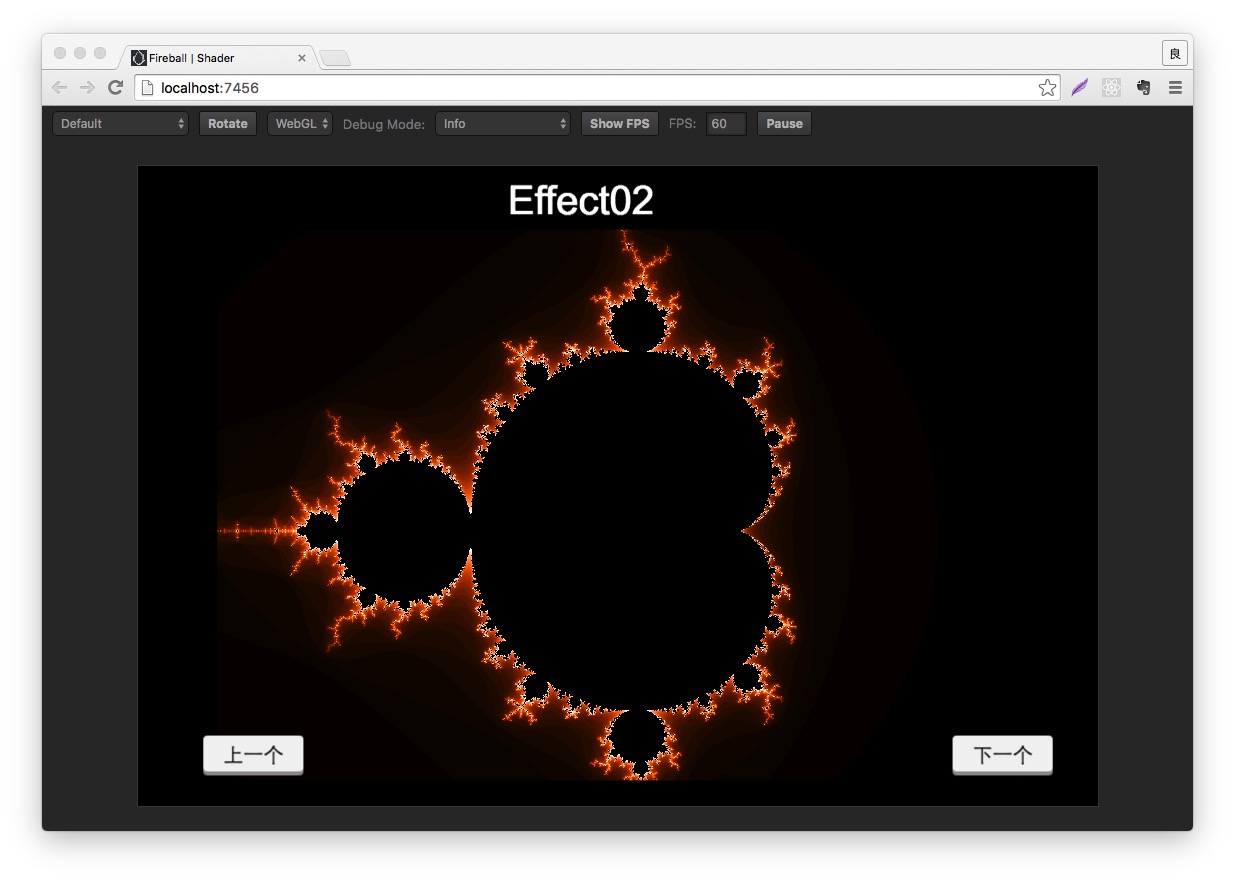 Fireball | Shader
良
localhost:7456
Default Rotate WebGL Debug Mode: Info Show FPS FPS: 60 Pause
Effect02
上一个 下一个